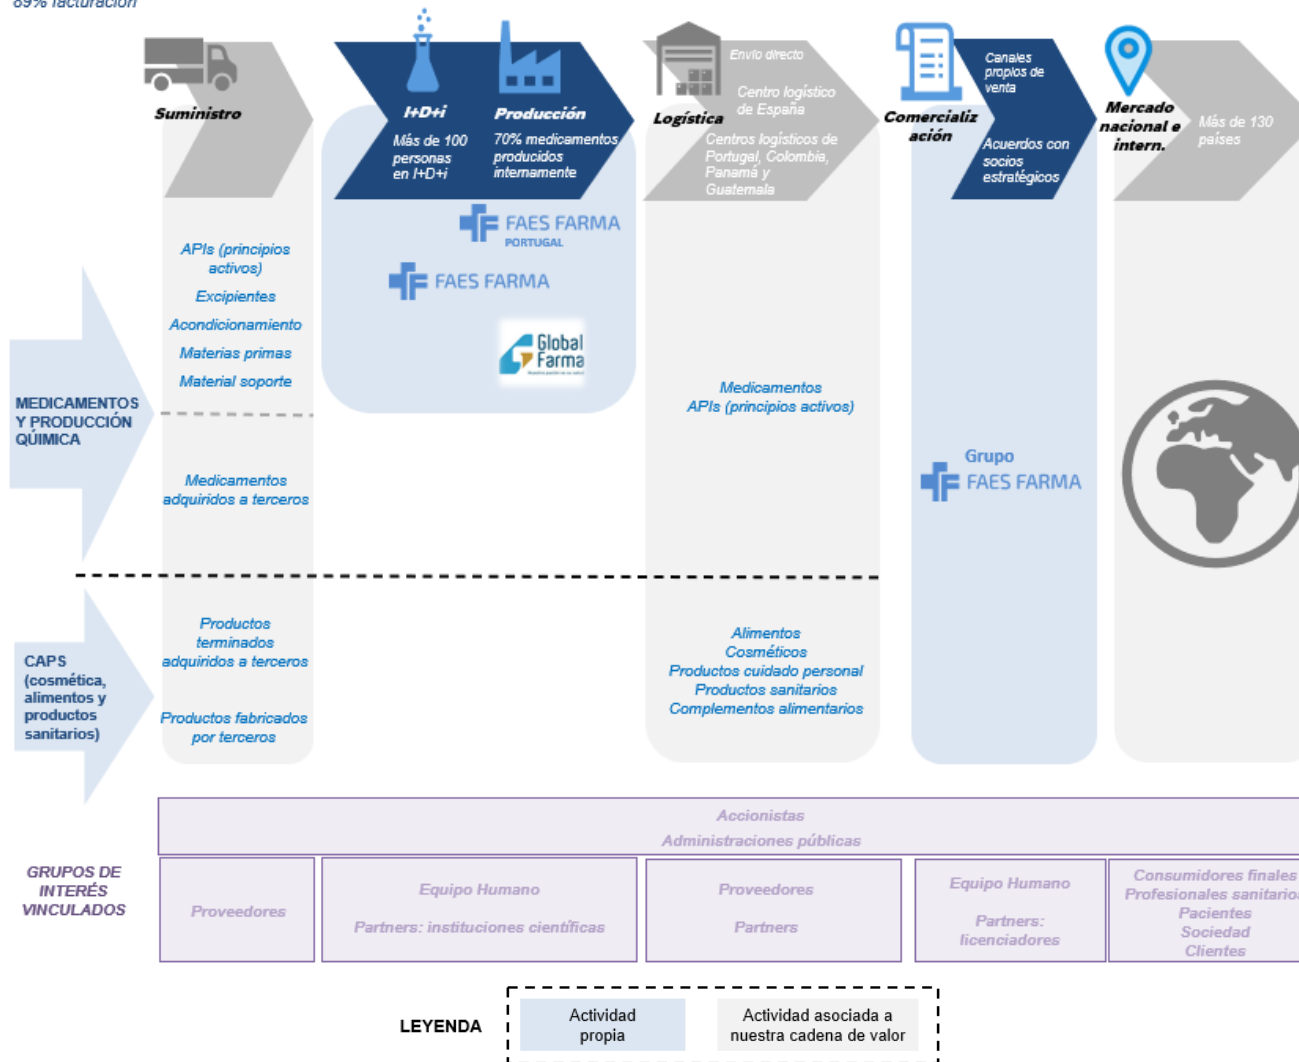 89% facturación
Suministro
I+D+i
Más de 100
personas
en I+D+i
Producción
70% medicamentos
producidos
internamente
Logística
Envío directo
Centro logístico
de España
Centros logísticos de
Portugal, Colombia,
Panamá y
Guatemala
Comercializ
ación
Canales
propios de
venta
Acuerdos con
socios
estratégicos
Mercado
nacional e
intern.
Más de 130
países
MEDICAMENTOS
Y PRODUCCIÓN
QÚIMICA
APIs (principios
activos)
Excipientes
Acondicionamiento
Materias primas
Material soporte
Medicamentos
adquiridos a terceros
FAES FARMA
PORTUGAL
FAES FARMA
Global
Farma
Medicamentos
APIs (principios activos)
Grupo
FAES FARMA
CAPS
(cosmética,
alimentos y
productos
sanitarios)
Productos
terminados
adquiridos a terceros
Productos fabricados
por terceros
Alimentos
Cosméticos
Productos cuidado personal
Productos sanitarios
Complementos alimentarios
GRUPOS DE
INTERÉS
VINCULADOS
Accionistas
Administraciones públicas
Proveedores
Equipo Humano
Partners: instituciones científicas
Proveedores
Partners
Equipo Humano
Partners:
licenciadores
Consumidores finales
Profesionales sanitarios
Pacientes
Sociedad
Clientes
LEYENDA
Actividad
propia
Actividad asociada a
nuestra cadena de valor